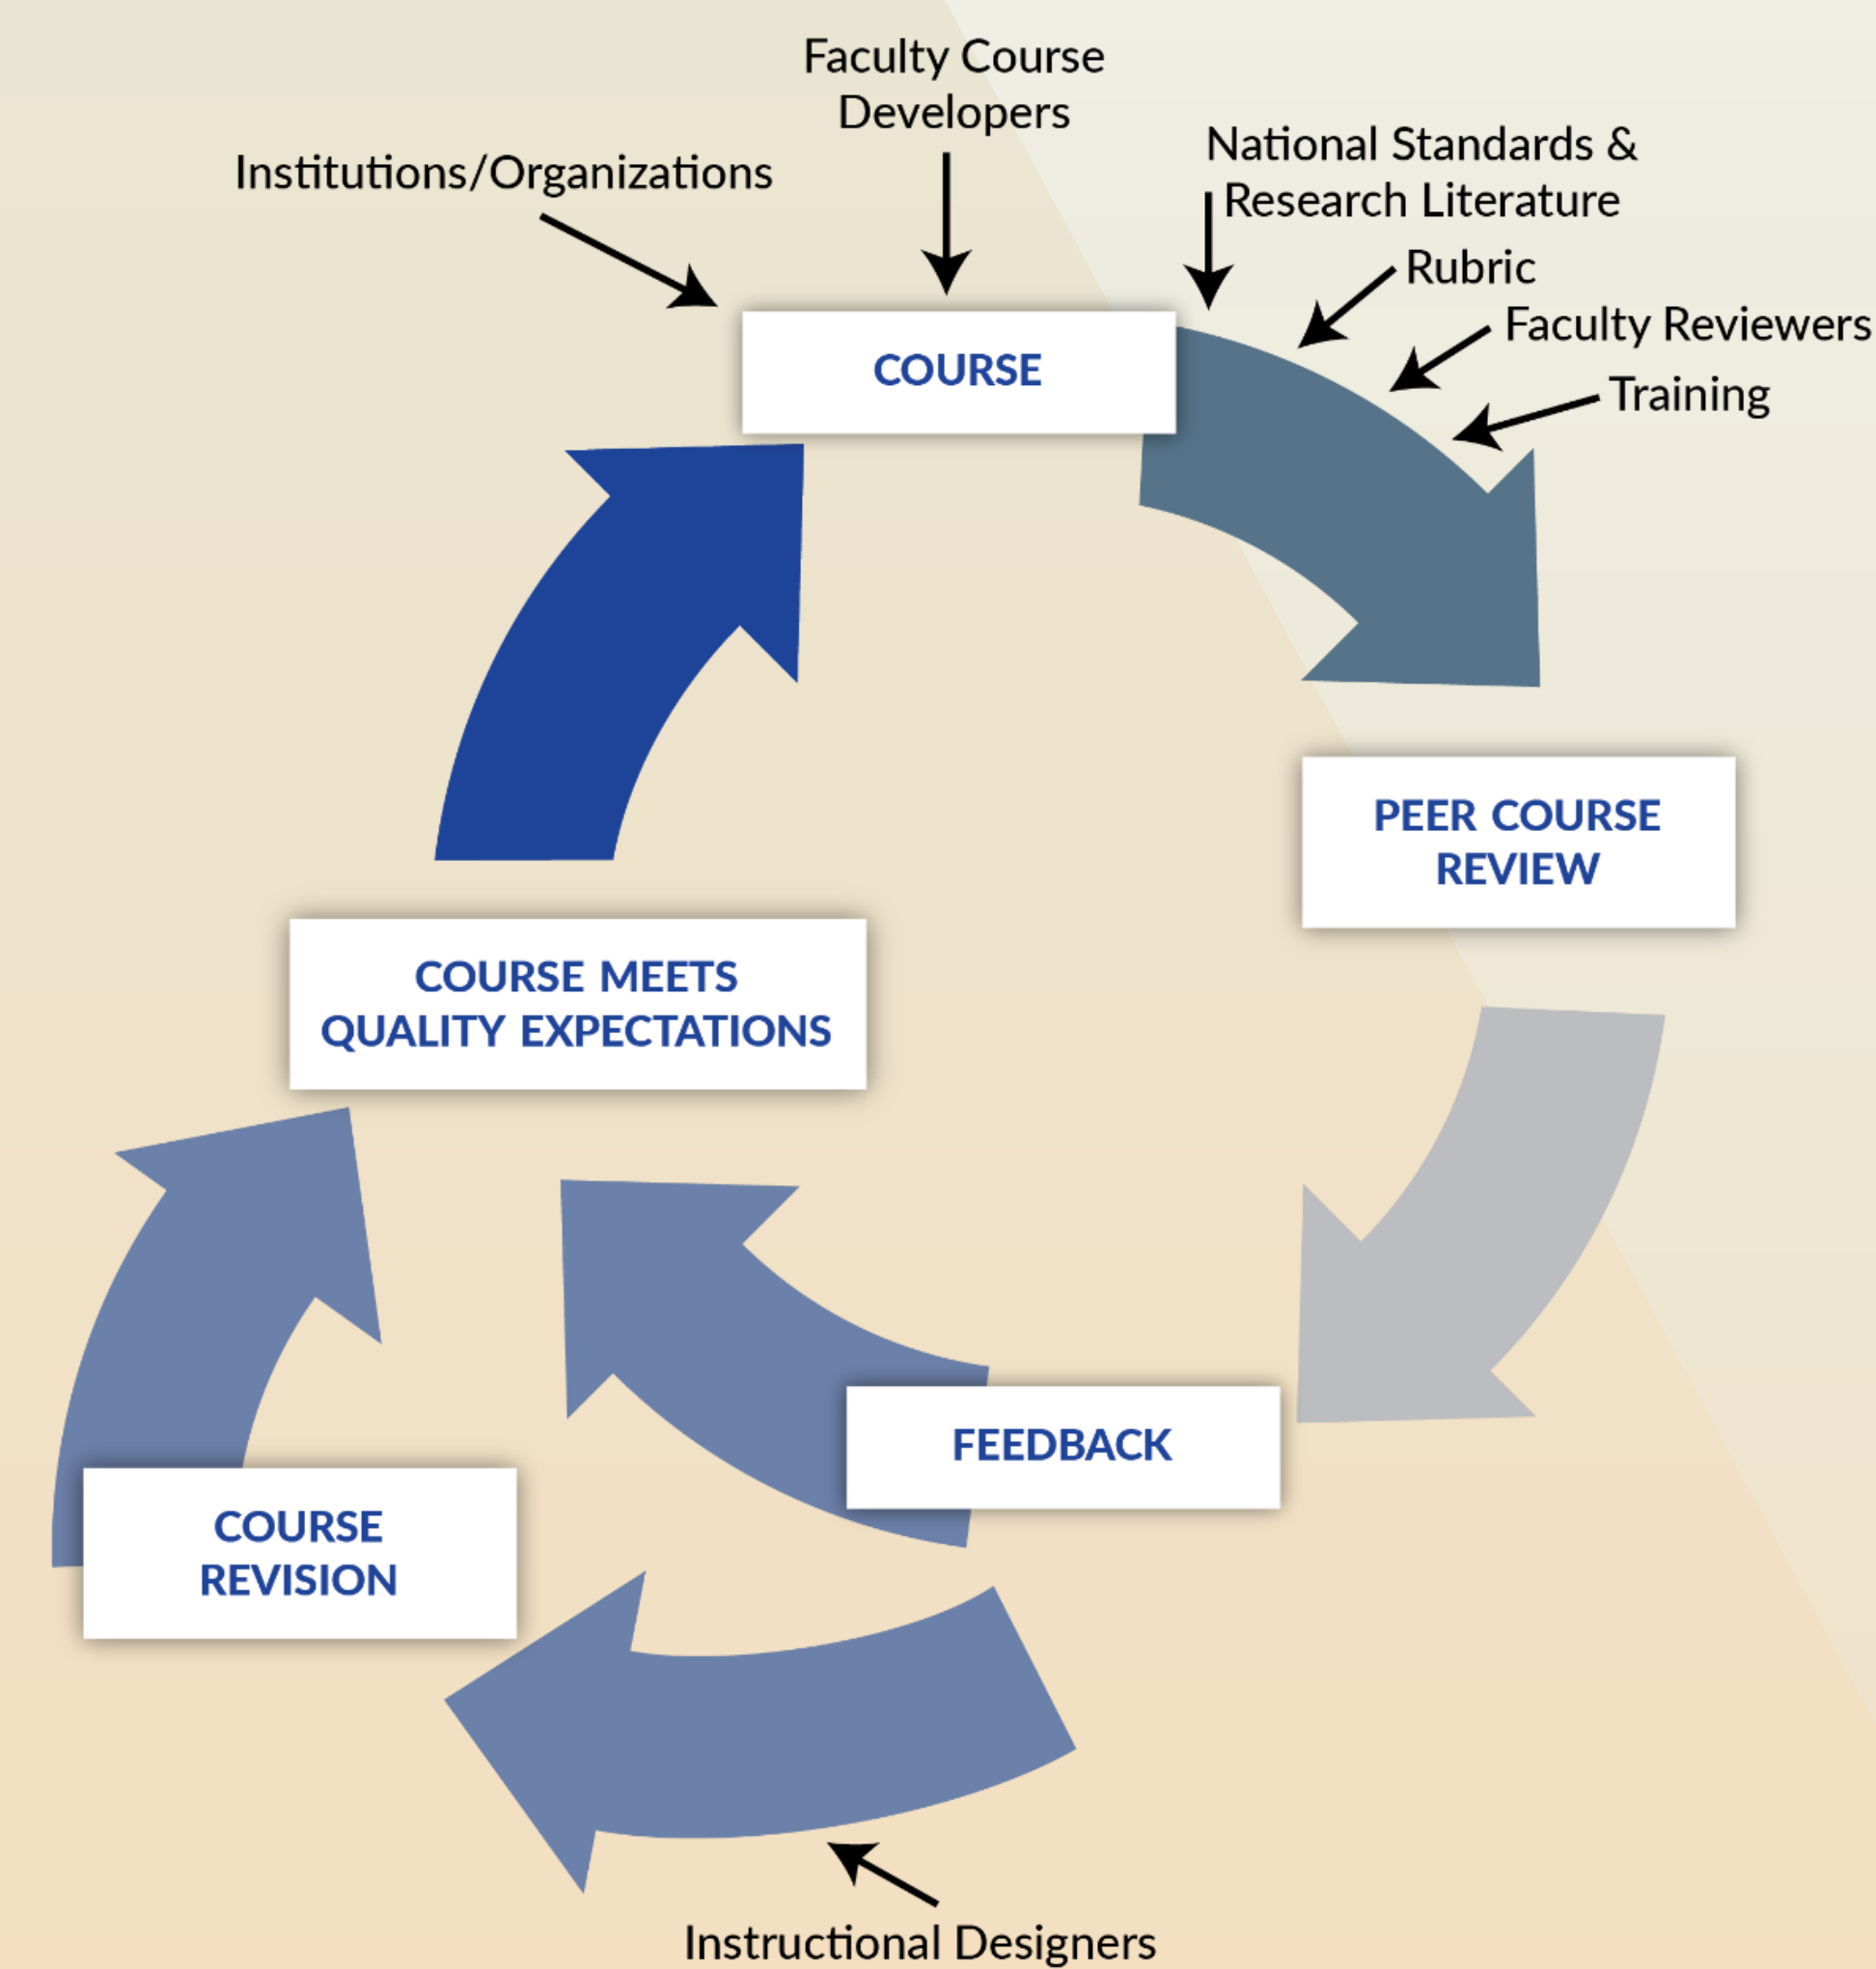 Faculty Course
Developers
Institutions/Organizations
National Standards &
Research Literature
Rubric
Faculty Reviewers
Training
COURSE
PEER COURSE
REVIEW
COURSE MEETS
QUALITY EXPECTATIONS
FEEDBACK
COURSE
REVISION
Instructional Designers